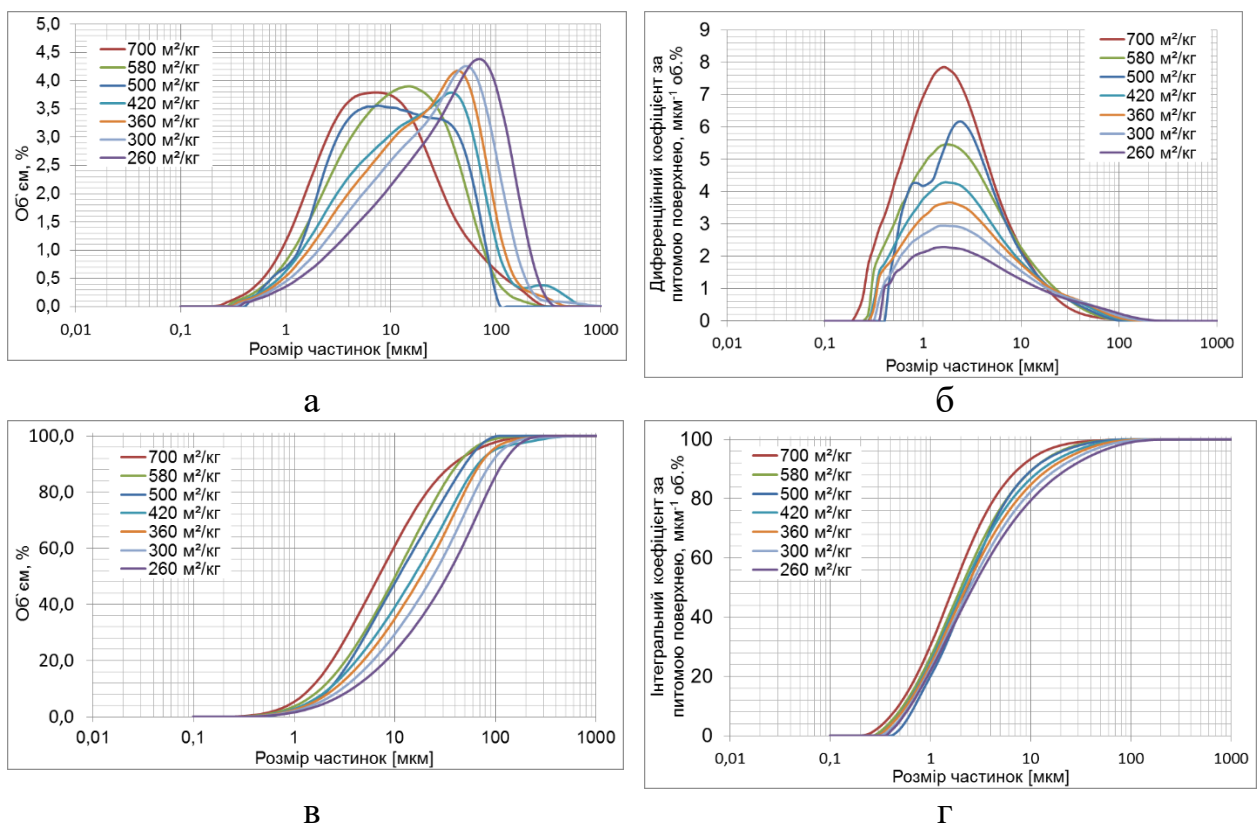 5,0
4,5
4,0
3,5
3,0
2,5
2,0
1,5
1,0
0,5
0,0
Об`єм, %
700 м²/кг
580 м²/кг
500 м²/кг
420 м²/кг
360 м²/кг
300 м²/кг
260 м²/кг
0,01
0,1
1
10
100
1000
Розмір частинок [мкм]
а
9
8
7
6
5
4
3
2
1
0
Диференційний коефіцієнт за
питомою поверхнею, мкм⁻¹ об.%
700 м²/кг
580 м²/кг
500 м²/кг
420 м²/кг
360 м²/кг
300 м²/кг
260 м²/кг
0,01
0,1
1
10
100
1000
Розмір частинок [мкм]
б
100,0
80,0
60,0
40,0
20,0
0,0
Об`єм, %
700 м²/кг
580 м²/кг
500 м²/кг
420 м²/кг
360 м²/кг
300 м²/кг
260 м²/кг
0,01
0,1
1
10
100
1000
Розмір частинок [мкм]
в
100
80
60
40
20
0
Інтегральний коефіцієнт за
питомою поверхнею, мкм⁻¹ об.%
700 м²/кг
580 м²/кг
500 м²/кг
420 м²/кг
360 м²/кг
300 м²/кг
260 м²/кг
0,01
0,1
1
10
100
1000
Розмір частинок [мкм]
г